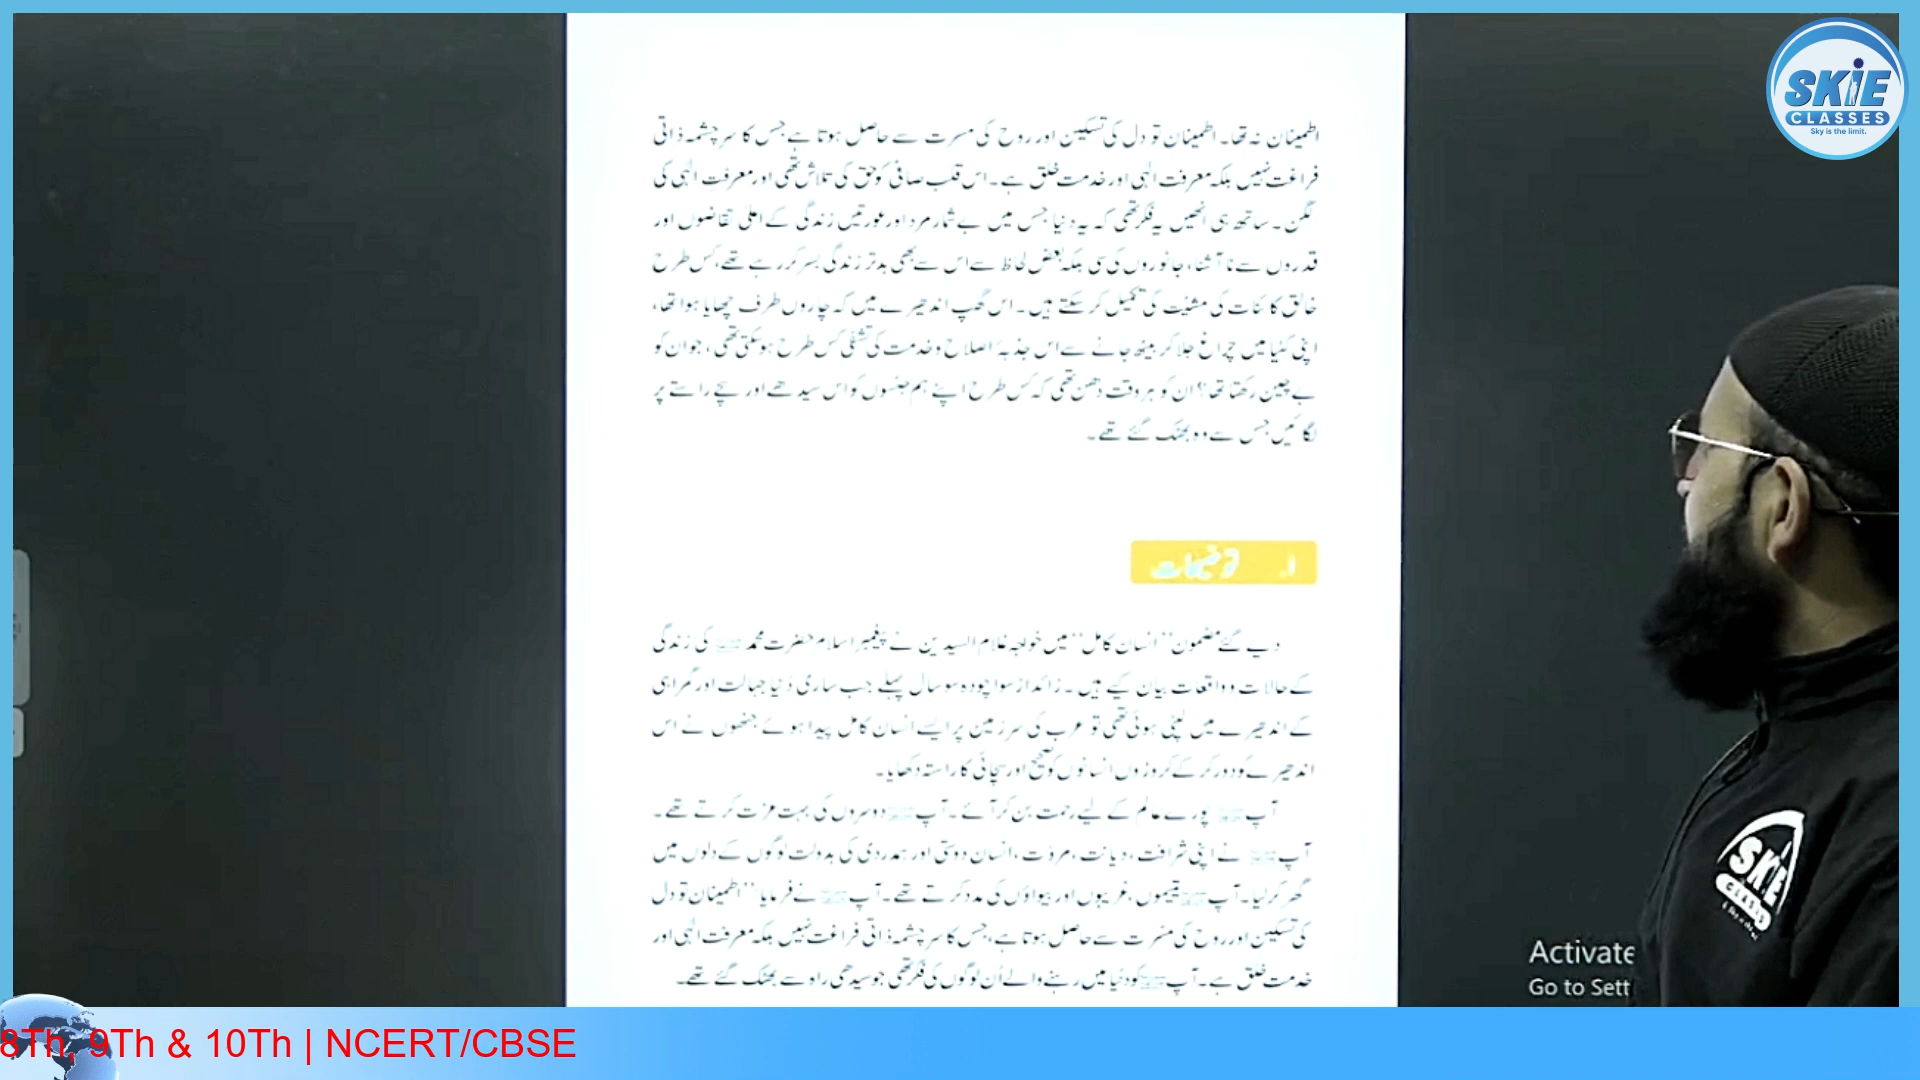 اطمینان نہ تھا۔ اطمینان تو دل کی تسکین اور روح کی مسرت سے حاصل ہوتا ہے جس کا سرچشمہ ذاتی
فراغت نہیں بلکہ معرفت الٰہی اور خدمت خلق ہے۔ اس قلب صافی کو حق کی تلاش تھی اور معرفت الٰہی کی
لگن۔ ساتھ ہی انھیں یہ فکر تھی کہ یہ دنیا جس میں بے شمار مرد اور عورتیں زندگی کے اعلیٰ تقاضوں اور
قدروں سے نا آشنا، جانوروں کی سی بلکہ بعض لحاظ سے اس سے بھی بدتر زندگی بسر کر رہے تھے، کس طرح
خالق کائنات کی مشیت کی تکمیل کر سکتے ہیں۔ اس گھپ اندھیرے میں کہ چاروں طرف چھایا ہوا تھا،
اپنی کٹیا میں چراغ جلا کر بیٹھ جانے سے اس جذبۂ اصلاح و خدمت کی تشفی کس طرح ہو سکتی تھی، جو ان کو
بے چین رکھتا تھا؟ ان کو ہر وقت دھن تھی کہ کس طرح اپنے ہم جنسوں کو اس سیدھے اور سچے راستے پر
لگائیں جس سے وہ بھٹک گئے تھے۔
۱. توضیحات
دیے گئے مضمون ''انسان کامل'' میں خواجہ غلام السیدین نے پیغمبر اسلام حضرت محمد ﷺ کی زندگی
کے حالات و واقعات بیان کیے ہیں۔ زائد از سوا چودہ سو سال پہلے جب ساری دُنیا جہالت اور گمراہی
کے اندھیرے میں لپٹی ہوئی تھی تو عرب کی سرزمین پر ایسے انسان کامل پیدا ہوئے جنھوں نے اس
اندھیرے کو دور کر کے کروڑوں انسانوں کو صحیح اور سچائی کا راستہ دکھایا۔
آپ ﷺ پورے عالم کے لیے رحمت بن کر آئے۔ آپ ﷺ دوسروں کی بہت عزت کرتے تھے۔
آپ ﷺ نے اپنی شرافت، دیانت، مروّت، انسان دوستی اور ہمدردی کی بدولت لوگوں کے دلوں میں
گھر کر لیا۔ آپ ﷺ یتیموں، غریبوں اور بیواؤں کی مدد کرتے تھے۔ آپ ﷺ نے فرمایا ''اطمینان تو دل
کی تسکین اور روح کی مسرت سے حاصل ہوتا ہے، جس کا سرچشمہ ذاتی فراغت نہیں بلکہ معرفت الٰہی اور
خدمت خلق ہے۔ آپ ﷺ کو دُنیا میں رہنے والے اُن لوگوں کی فکر تھی جو سیدھی راہ سے بھٹک گئے تھے۔
SKIE
CLASSES
Sky is the limit.
SKIE
CLASSES
Activate
Go to Sett
8Th, 9Th & 10Th | NCERT/CBSE